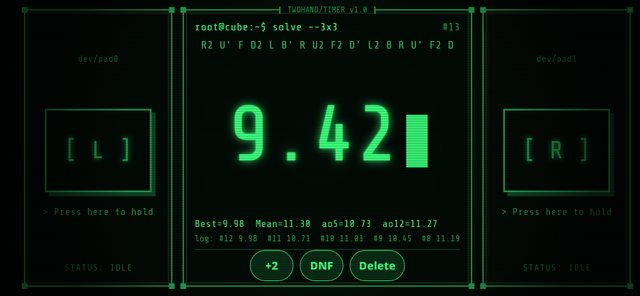 TWOHAND/TIMER v1.0
root@cube:~$ solve --3x3 #13
R2 U' F D2 L B' R U2 F2 D' L2 B R U' F2 D
dev/pad0
dev/pad1
9.42
[ L ]
[ R ]
> Press here to hold
> Press here to hold
Best=9.98 Mean=11.30 ao5=10.73 ao12=11.27
log: #12 9.98 #11 10.71 #10 11.03 #9 10.45 #8 11.19
STATUS: IDLE
STATUS: IDLE
+2 DNF Delete